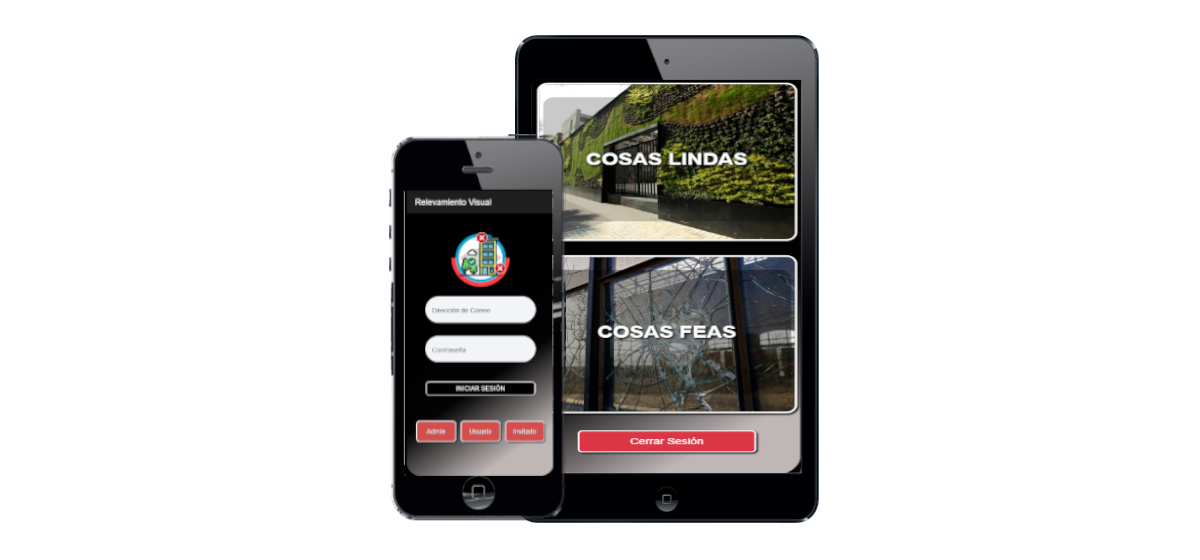 Relevamiento Visual
Dirección de Correo
Contraseña
INICIAR SESIÓN
Admin
Usuario
Invitado
COSAS LINDAS
COSAS FEAS
Cerrar Sesión